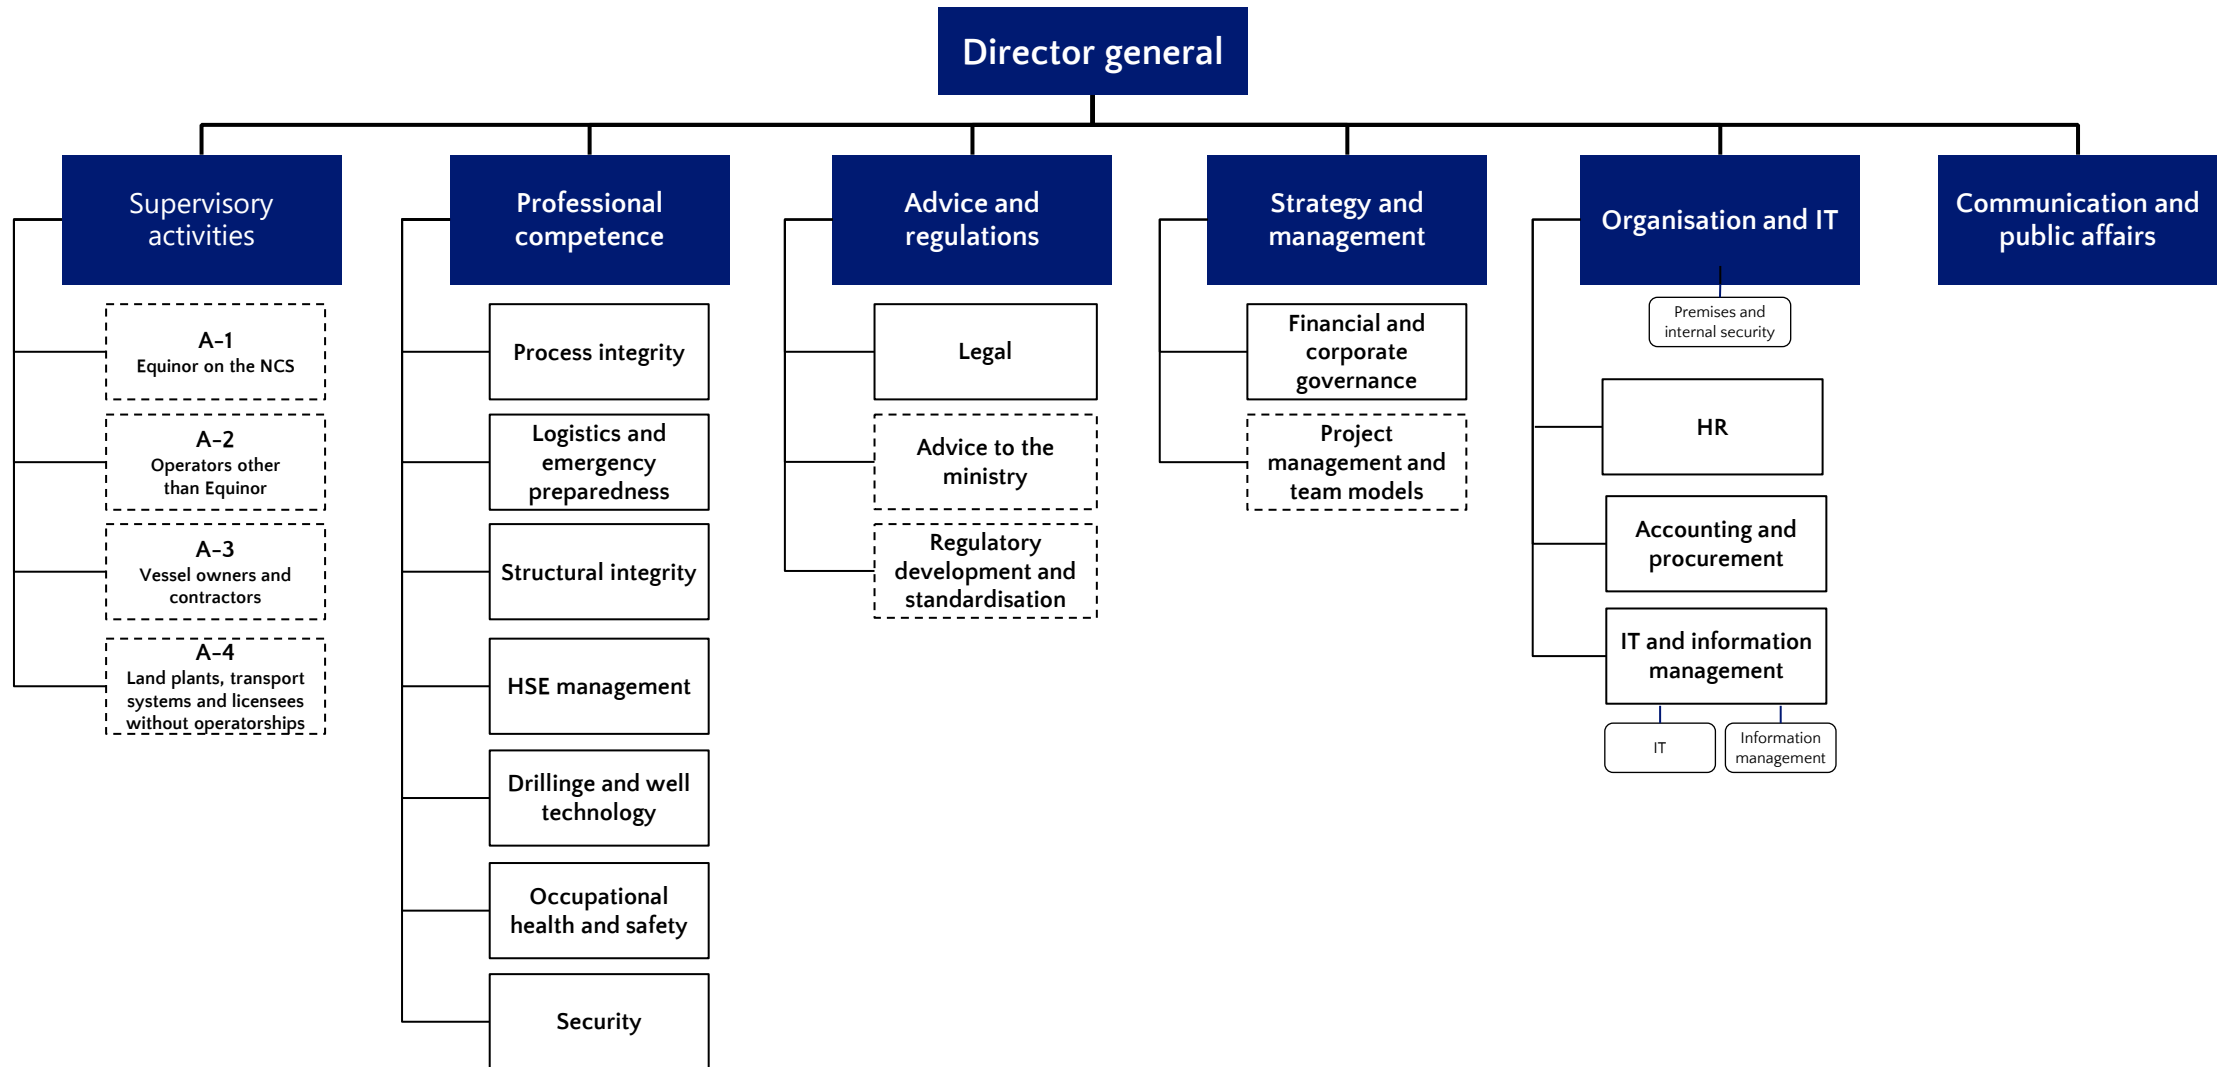 Director general
Supervisory
activities
A-1
Equinor on the NCS
A-2
Operators other
than Equinor
A-3
Vessel owners and
contractors
A-4
Land plants, transport
systems and licensees
without operatorships
Professional
competence
Process integrity
Logistics and
emergency
preparedness
Structural integrity
HSE management
Drillinge and well
technology
Occupational
health and safety
Security
Advice and
regulations
Legal
Advice to the
ministry
Regulatory
development and
standardisation
Strategy and
management
Financial and
corporate
governance
Project
management and
team models
Organisation and IT
Premises and
internal security
HR
Accounting and
procurement
IT and information
management
IT
Information
management
Communication and
public affairs